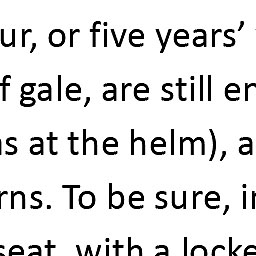 ur, or five years’
f gale, are still en
s at the helm), a
rns. To be sure, in
seat, with a locke